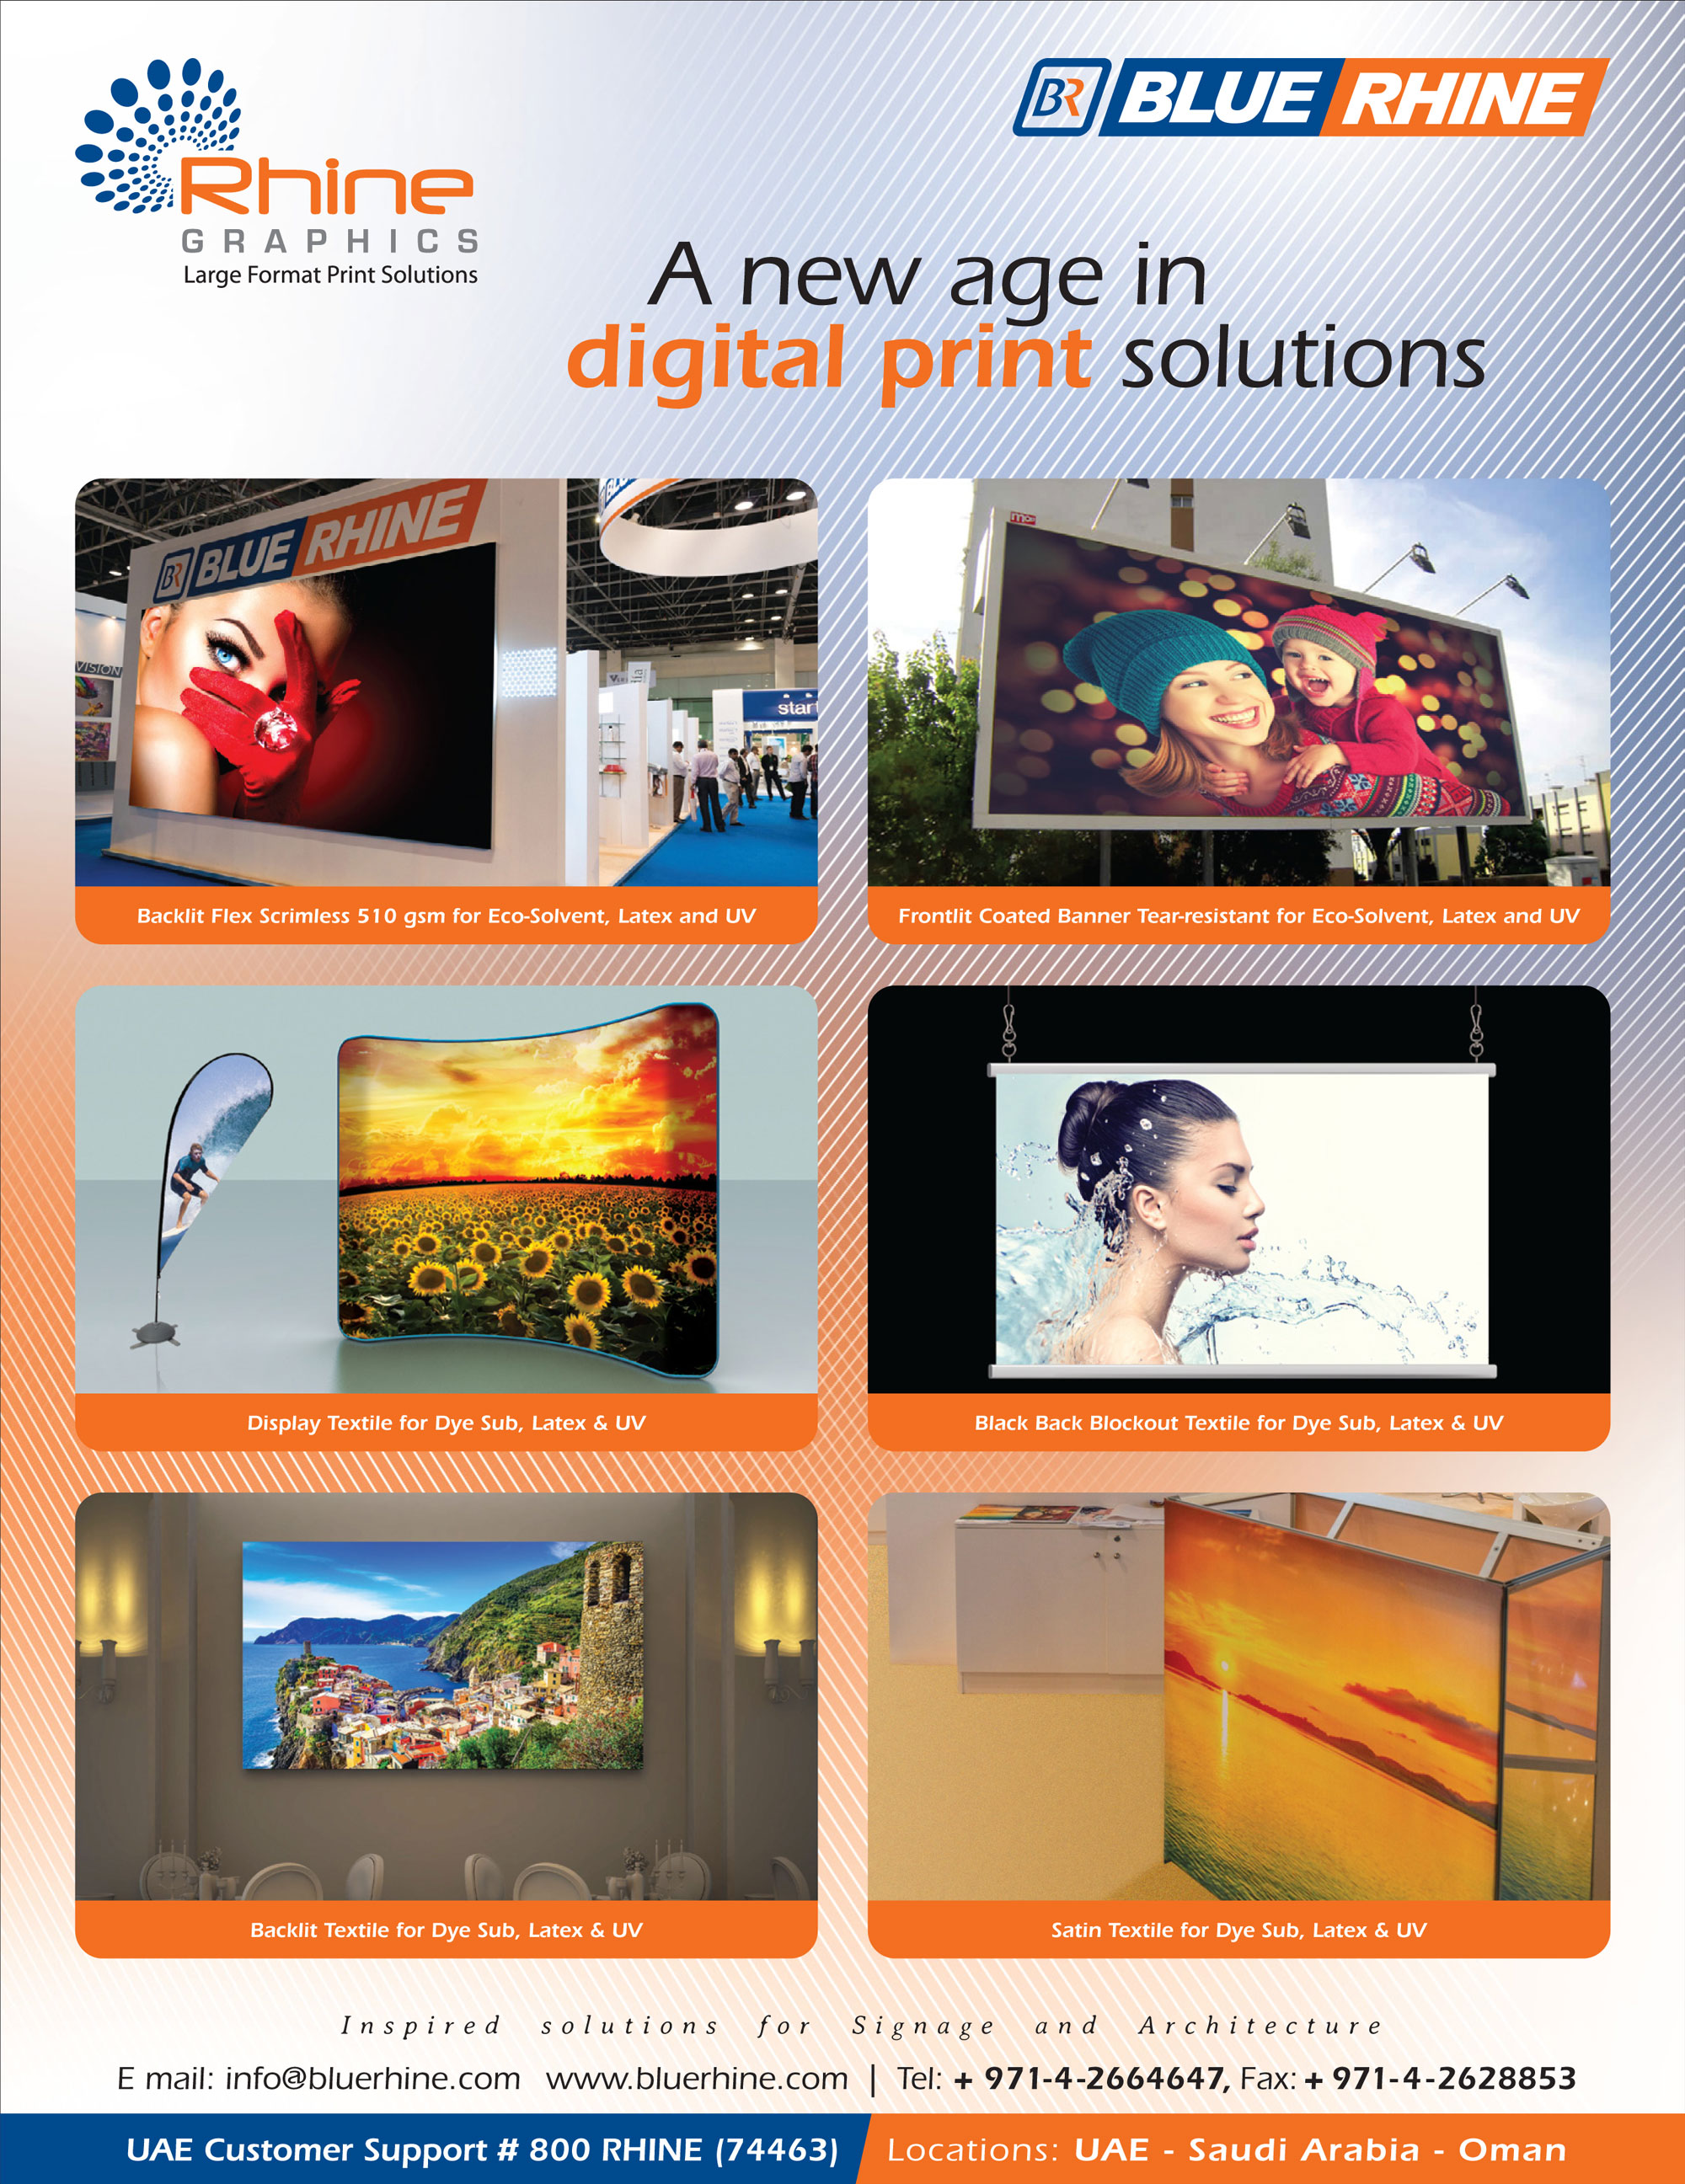 Rhine
GRAPHICS
Large Format Print Solutions
BR BLUE RHINE
A new age in
digital print solutions
BR BLUE RHINE
VISION
star
Backlit Flex Scrimless 510 gsm for Eco-Solvent, Latex and UV
Frontlit Coated Banner Tear-resistant for Eco-Solvent, Latex and UV
Display Textile for Dye Sub, Latex & UV
Black Back Blockout Textile for Dye Sub, Latex & UV
Backlit Textile for Dye Sub, Latex & UV
Satin Textile for Dye Sub, Latex & UV
Inspired solutions for Signage and Architecture
E mail: info@bluerhine.com www.bluerhine.com | Tel: + 971-4-2664647, Fax: + 971-4-2628853
UAE Customer Support # 800 RHINE (74463)
Locations: UAE - Saudi Arabia - Oman